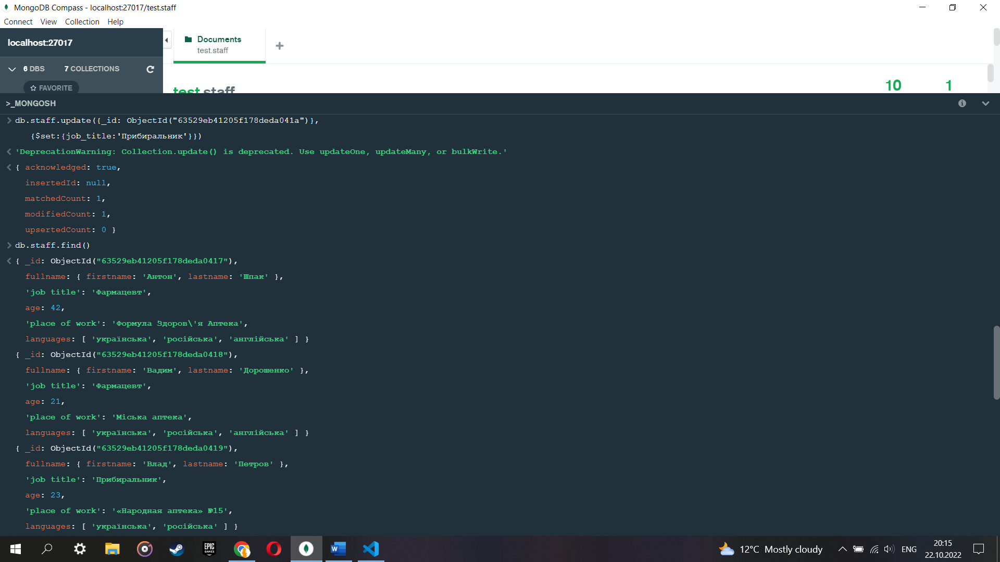 MongoDB Compass - localhost:27017/test.staff
Connect View Collection Help
localhost:27017
Documents
test.staff
6 DBS 7 COLLECTIONS
FAVORITE
test.staff
10 1
>_MONGOSH
db.staff.update({_id: ObjectId("63529eb41205f178deda041a")},
{$set:{job_title:'Прибиральник'}})
'DeprecationWarning: Collection.update() is deprecated. Use updateOne, updateMany, or bulkWrite.'
{ acknowledged: true,
insertedId: null,
matchedCount: 1,
modifiedCount: 1,
upsertedCount: 0 }
db.staff.find()
{ _id: ObjectId("63529eb41205f178deda0417"),
fullname: { firstname: 'Антон', lastname: 'Шпак' },
'job title': 'Фармацевт',
age: 42,
'place of work': 'Формула Здоров\'я Аптека',
languages: [ 'українська', 'російська', 'англійська' ] }
{ _id: ObjectId("63529eb41205f178deda0418"),
fullname: { firstname: 'Вадим', lastname: 'Дорошенко' },
'job title': 'Фармацевт',
age: 21,
'place of work': 'Міська аптека',
languages: [ 'українська', 'російська', 'англійська' ] }
{ _id: ObjectId("63529eb41205f178deda0419"),
fullname: { firstname: 'Влад', lastname: 'Петров' },
'job title': 'Прибиральник',
age: 23,
'place of work': '«Народная аптека» №15',
languages: [ 'українська', 'російська' ] }
EPIC
GAMES
W
12°C Mostly cloudy
ENG
20:15
22.10.2022